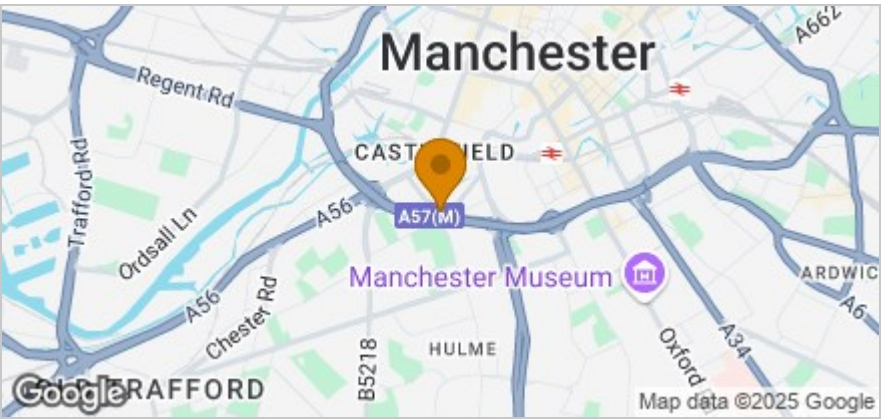 A662
Manchester
Regent Rd
CASTLEFIELD
Trafford Rd
A56
A57(M)
Ordsall Ln
Manchester Museum
ARDWIC
A56
Chester Rd
A6
B5218
HULME
Oxford
A34
TRAFFORD
Google
Map data ©2025 Google